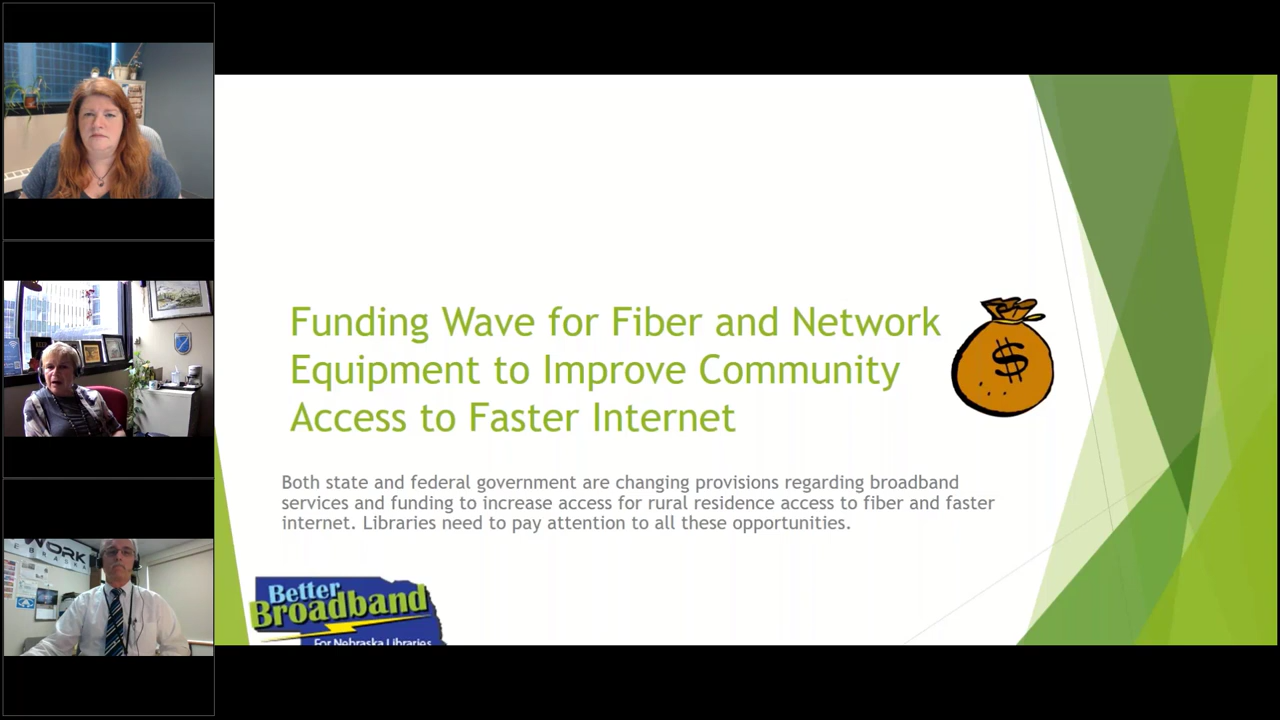 Funding Wave for Fiber and Network
Equipment to Improve Community
Access to Faster Internet
$
Both state and federal government are changing provisions regarding broadband
services and funding to increase access for rural residence access to fiber and faster
internet. Libraries need to pay attention to all these opportunities.
Better
Broadband
For Nebraska Libraries
WORK